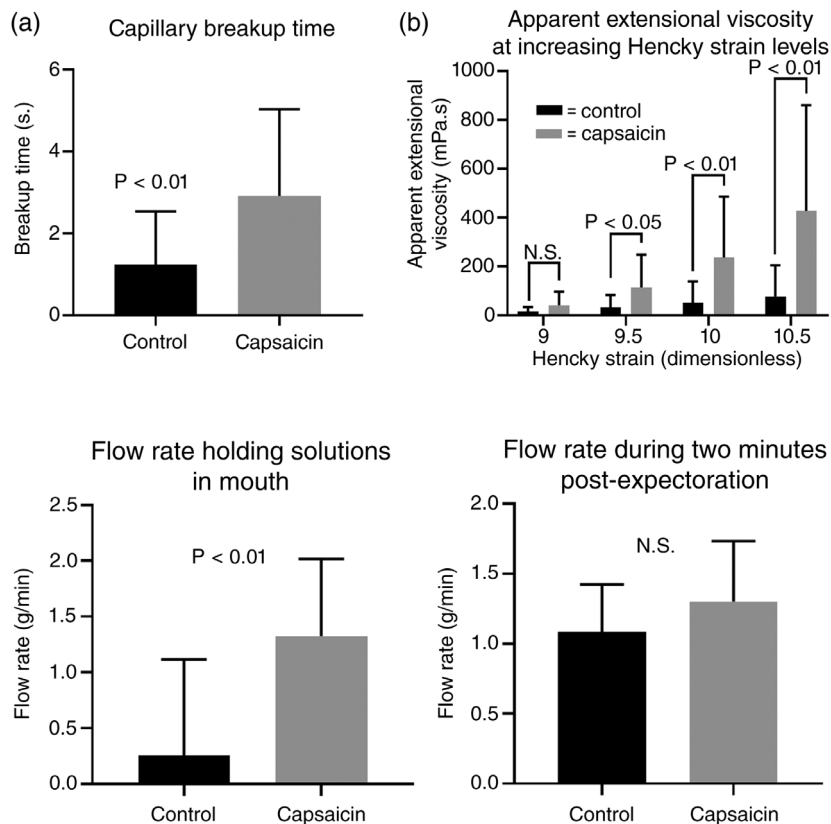 (a)
Capillary breakup time
Breakup time (s.)
6
4
2
0
P < 0.01
Control
Capsaicin
(b)
Apparent extensional viscosity
at increasing Hencky strain levels
Apparent extensional
viscosity (mPa.s)
1000
800
600
400
200
0
= control
= capsaicin
N.S.
P < 0.05
P < 0.01
P < 0.01
9
9.5
10
10.5
Hencky strain (dimensionless)
Flow rate holding solutions
in mouth
Flow rate (g/min)
2.5
2.0
1.5
1.0
0.5
0.0
P < 0.01
Control
Capsaicin
Flow rate during two minutes
post-expectoration
Flow rate (g/min)
2.0
1.5
1.0
0.5
0.0
N.S.
Control
Capsaicin